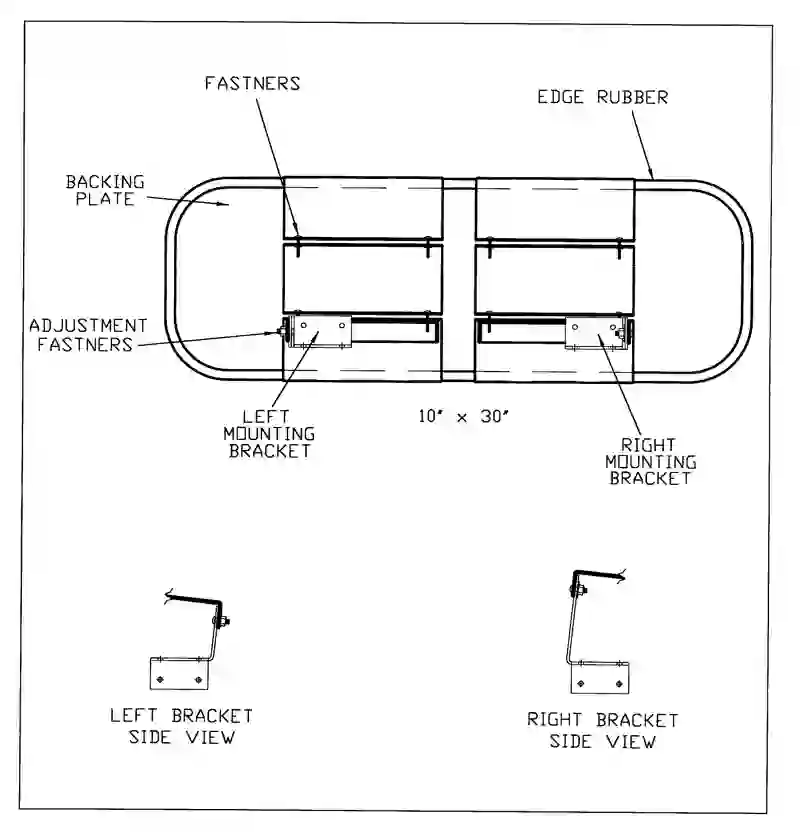 FASTNERS
EDGE RUBBER
BACKING
PLATE
ADJUSTMENT
FASTNERS
LEFT
MOUNTING
BRACKET
10" x 30"
RIGHT
MOUNTING
BRACKET
LEFT BRACKET
SIDE VIEW
RIGHT BRACKET
SIDE VIEW